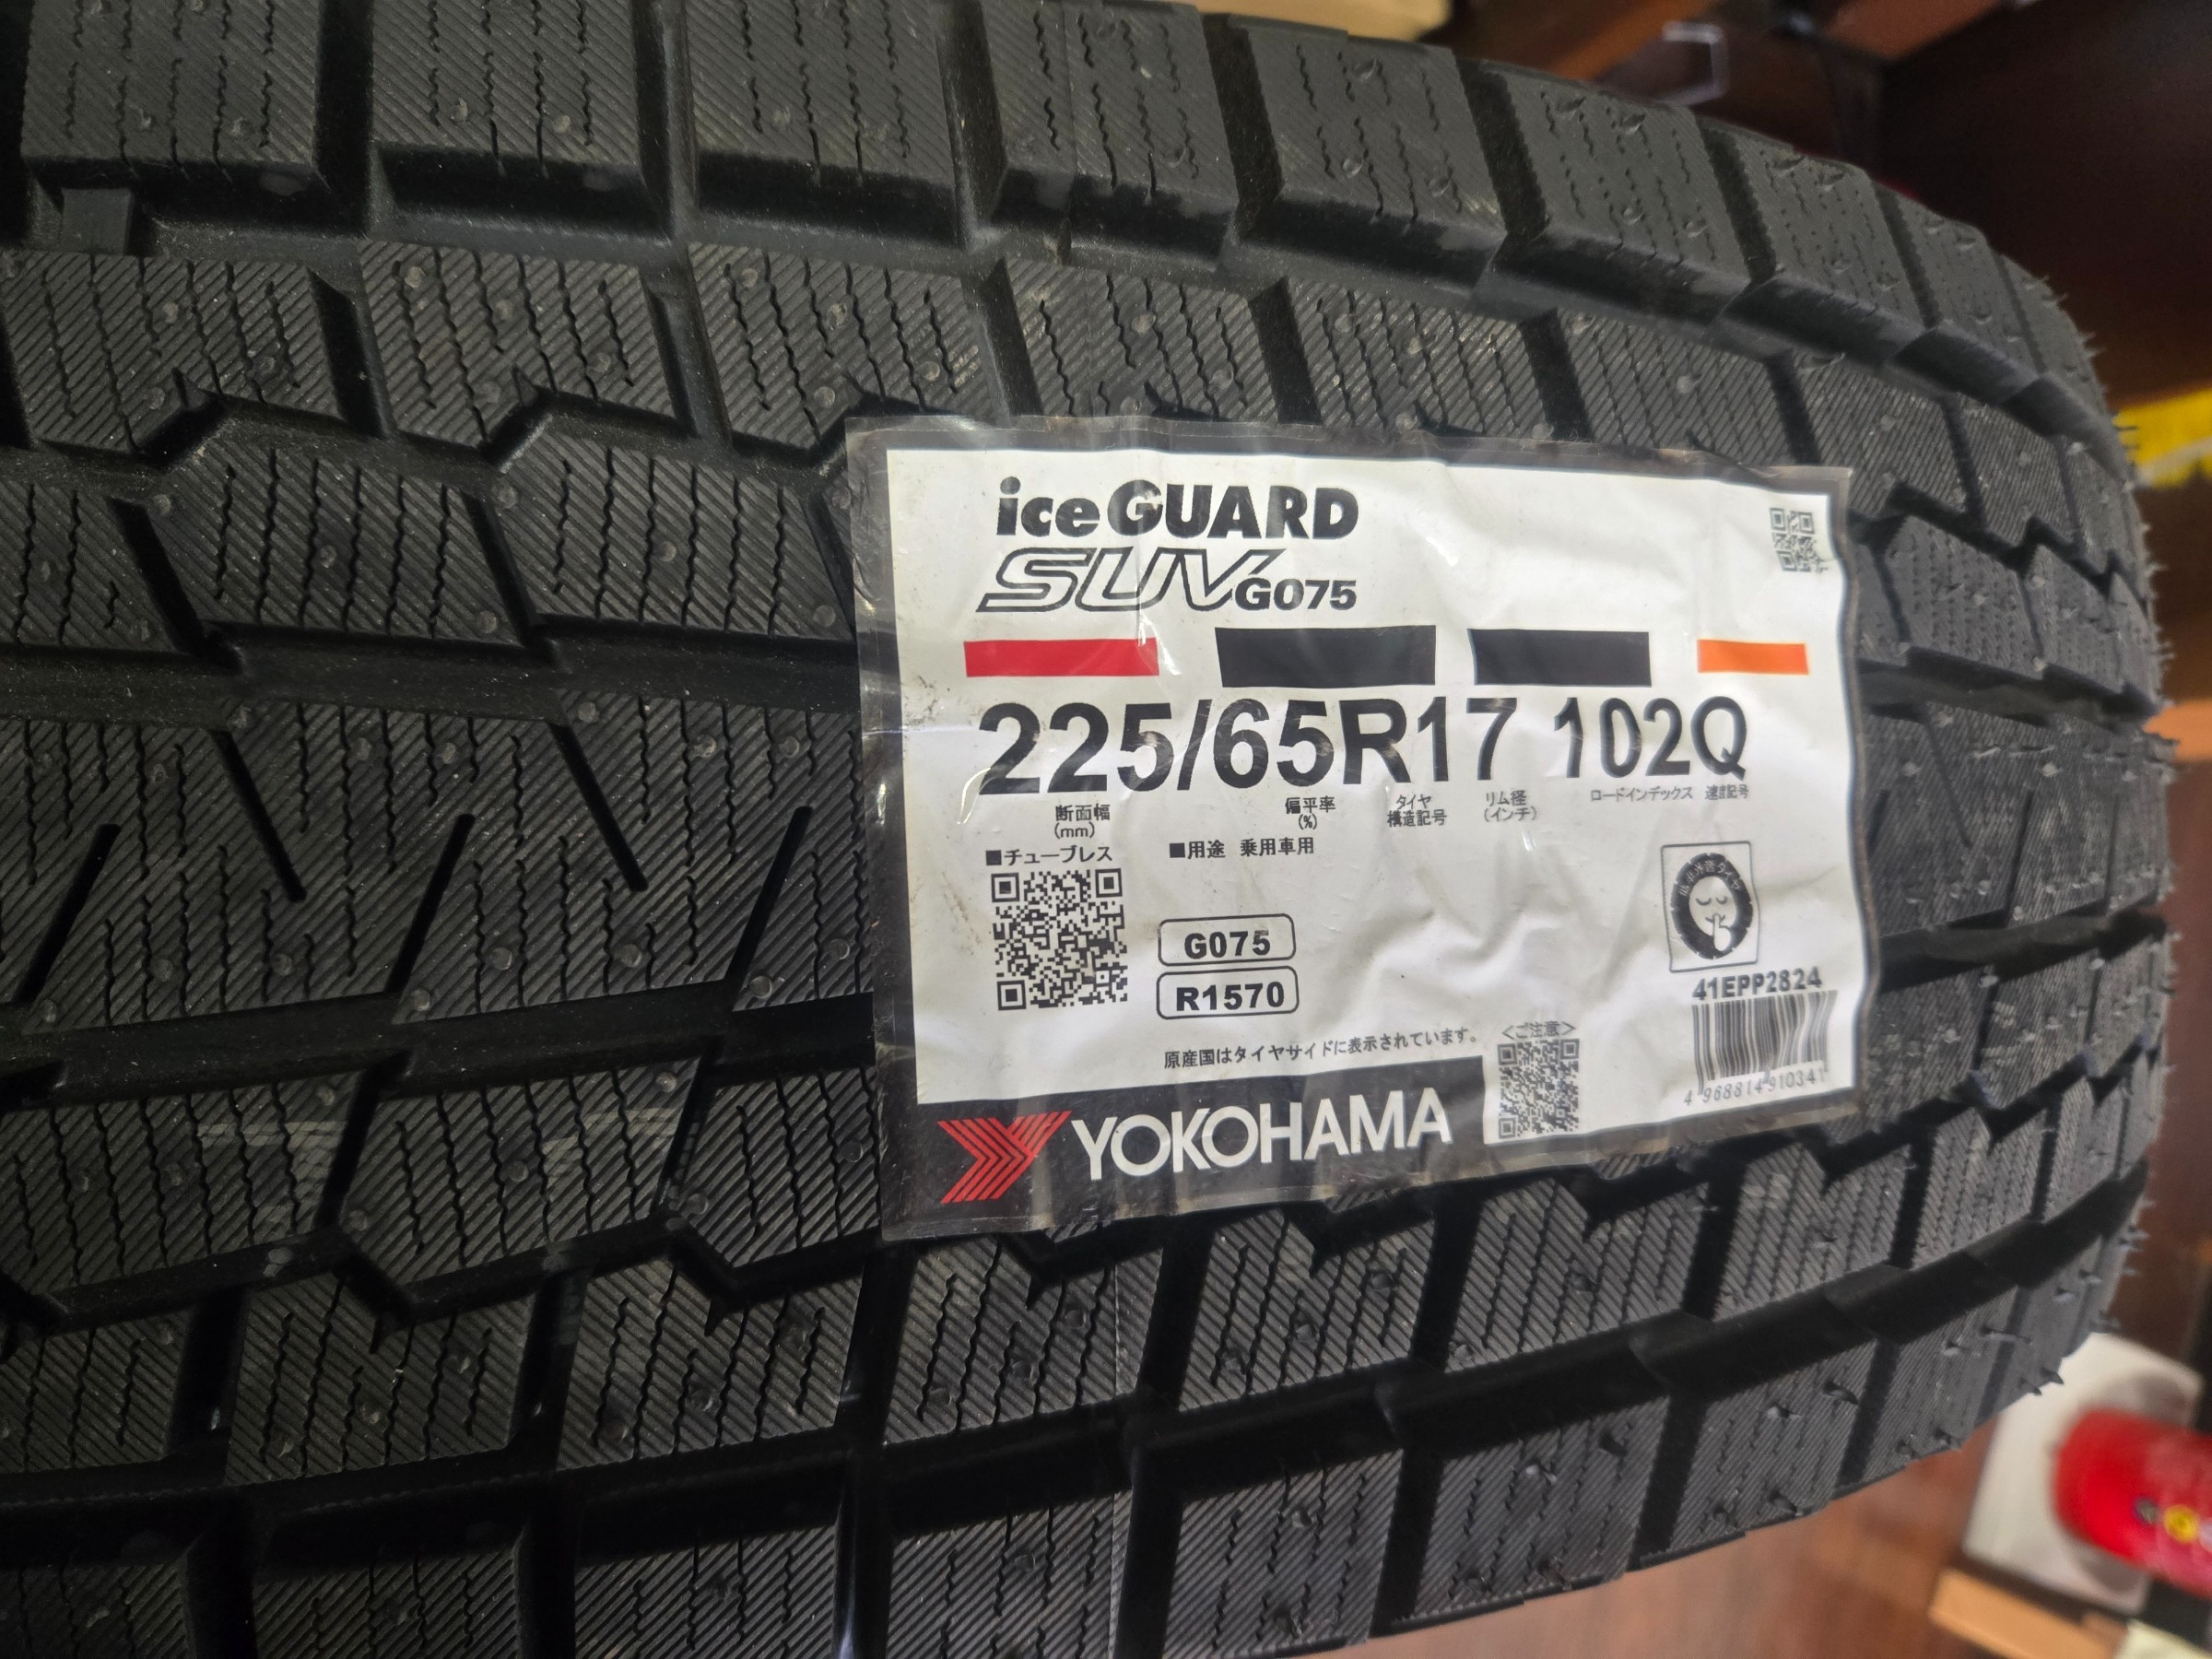 iceGUARD
SUV G075
225/65R17 102Q
断面幅 (mm)
偏平率 (%)
タイヤ構造記号
リム径 (インチ)
ロードインデックス 速度記号
■チューブレス ■用途 乗用車用
G075
R1570
41EPP2824
<ご注意>
原産国はタイヤサイドに表示されています。
4 968814 910341
YOKOHAMA